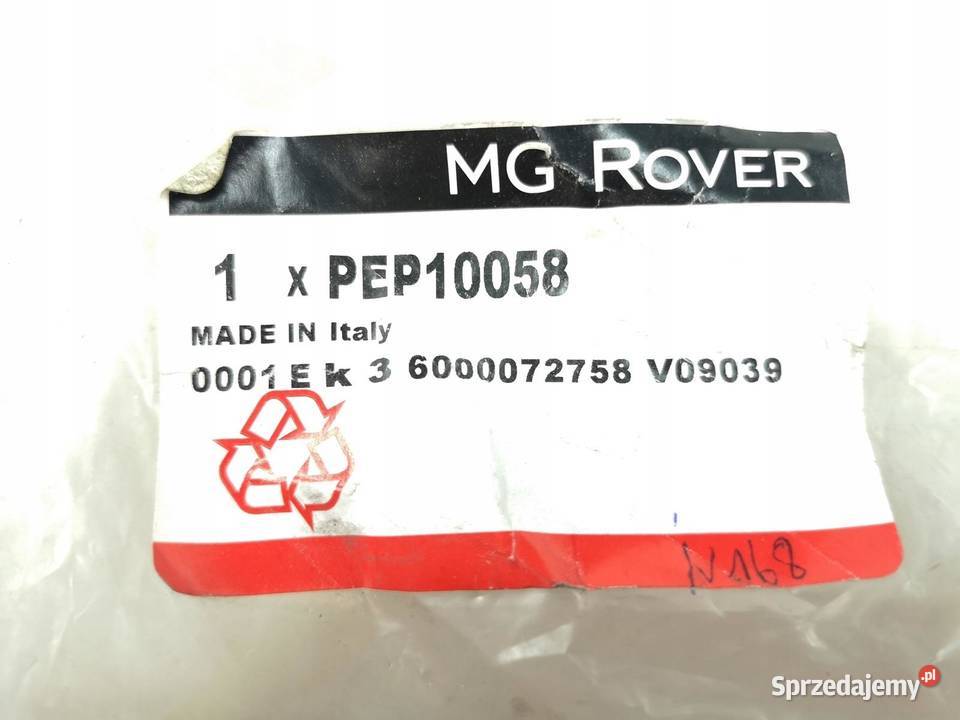 MG ROVER
1 x PEP10058
MADE IN Italy
0001 E k 3 6000072758 V09039
N168
Sprzedajemy.pl